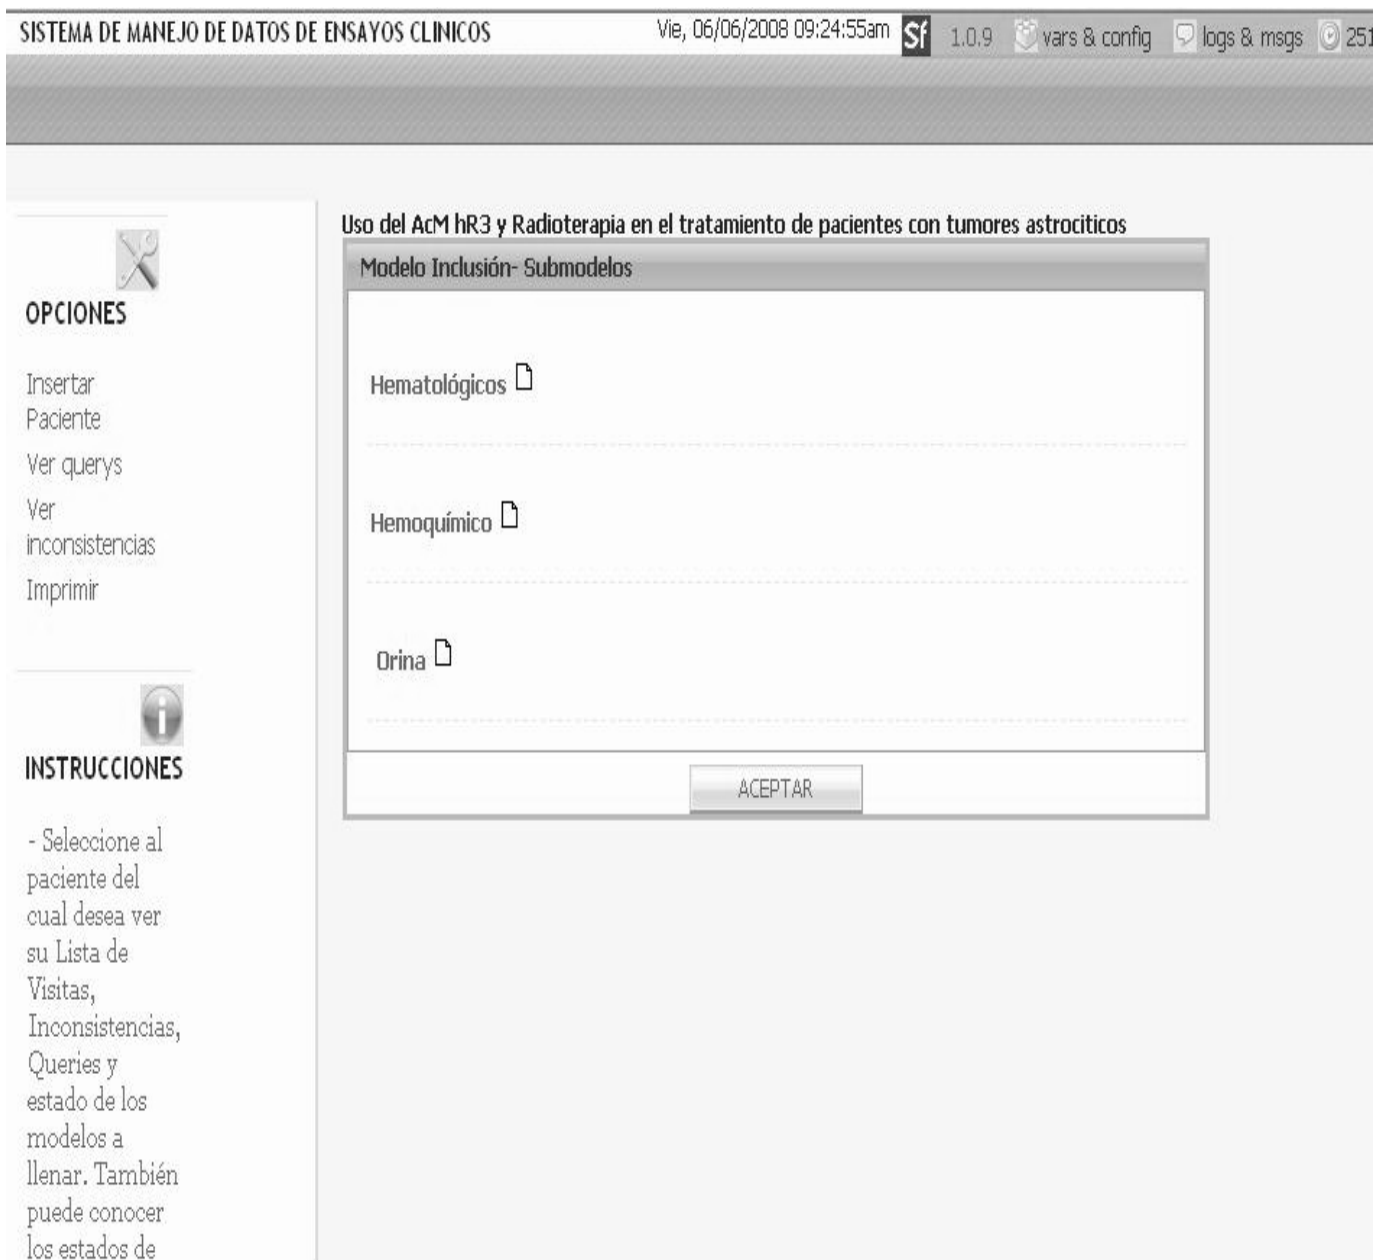 SISTEMA DE MANEJO DE DATOS DE ENSAYOS CLINICOS
Vie, 06/06/2008 09:24:55am Sf 1.0.9 vars & config logs & msgs 251
OPCIONES
Insertar
Paciente
Ver querys
Ver
inconsistencias
Imprimir
INSTRUCCIONES
- Seleccione al
paciente del
cual desea ver
su Lista de
Visitas,
Inconsistencias,
Queries y
estado de los
modelos a
llenar. También
puede conocer
los estados de
Uso del AcM hR3 y Radioterapia en el tratamiento de pacientes con tumores astrociticos
Modelo Inclusión- Submodelos
Hematológicos
Hemoquímico
Orina
ACEPTAR